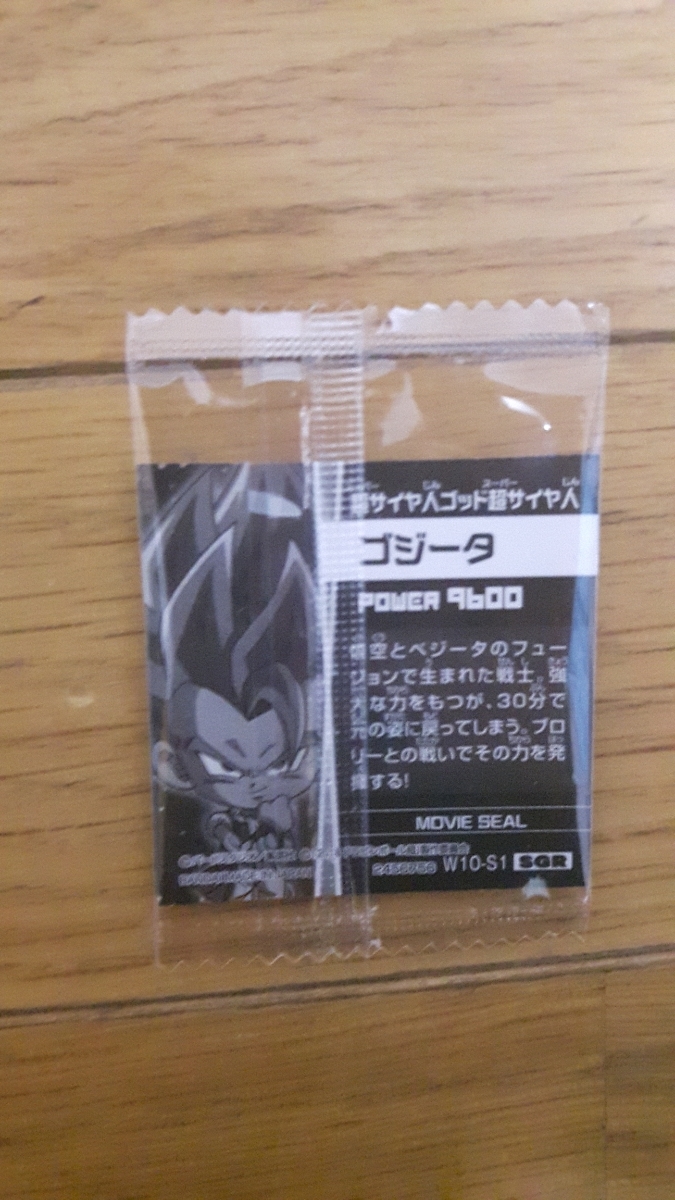 超サイヤ人ゴッド超サイヤ人
ゴジータ
POWER 9600
悟空とベジータのフュー
ジョンで生まれた戦士。強
大な力をもつが、30分で
元の姿に戻ってしまう。ブロ
リーとの戦いでその力を発
揮する!
MOVIE SEAL
W10-S1 SGR